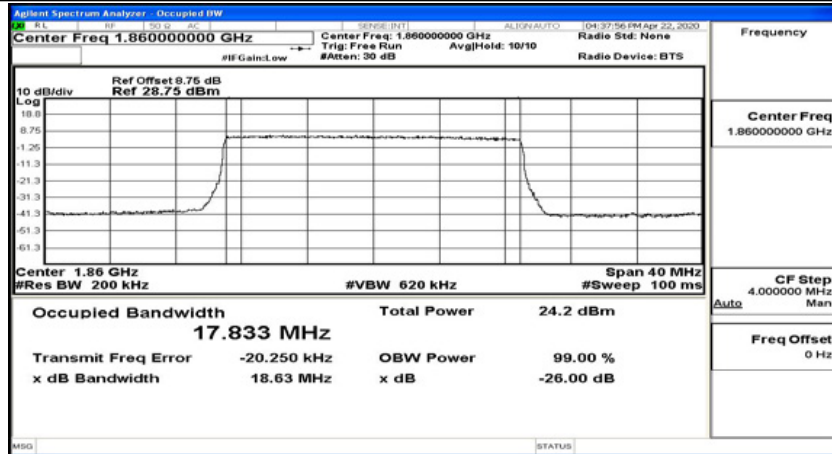 Agilent Spectrum Analyzer - Occupied BW
RL RF 50 Ω AC SENSE:INT ALIGNAUTO 04:37:56 PM Apr 22, 2020
Center Freq 1.860000000 GHz
Center Freq: 1.860000000 GHz
Radio Std: None
Trig: Free Run Avg|Hold: 10/10
#IFGain:Low #Atten: 30 dB
Radio Device: BTS
Ref Offset 8.75 dB
10 dB/div Ref 28.75 dBm
Log
18.8
8.75
-1.25
-11.3
-21.3
-31.3
-41.3
-51.3
-61.3
Center 1.86 GHz Span 40 MHz
#Res BW 200 kHz #VBW 620 kHz #Sweep 100 ms
Occupied Bandwidth Total Power 24.2 dBm
17.833 MHz
Transmit Freq Error -20.250 kHz OBW Power 99.00 %
x dB Bandwidth 18.63 MHz x dB -26.00 dB
MSG STATUS
Frequency
Center Freq
1.860000000 GHz
CF Step
4.000000 MHz
Auto Man
Freq Offset
0 Hz